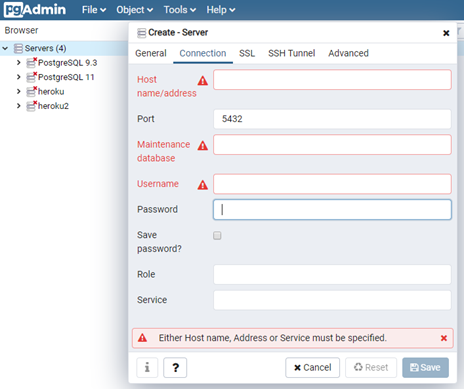 pgAdmin File Object Tools Help
Browser
Servers (4)
PostgreSQL 9.3
PostgreSQL 11
heroku
heroku2
Create - Server
General Connection SSL SSH Tunnel Advanced
Host
name/address
Port 5432
Maintenance
database
Username
Password
Save
password?
Role
Service
Either Host name, Address or Service must be specified.
i ? Cancel Reset Save